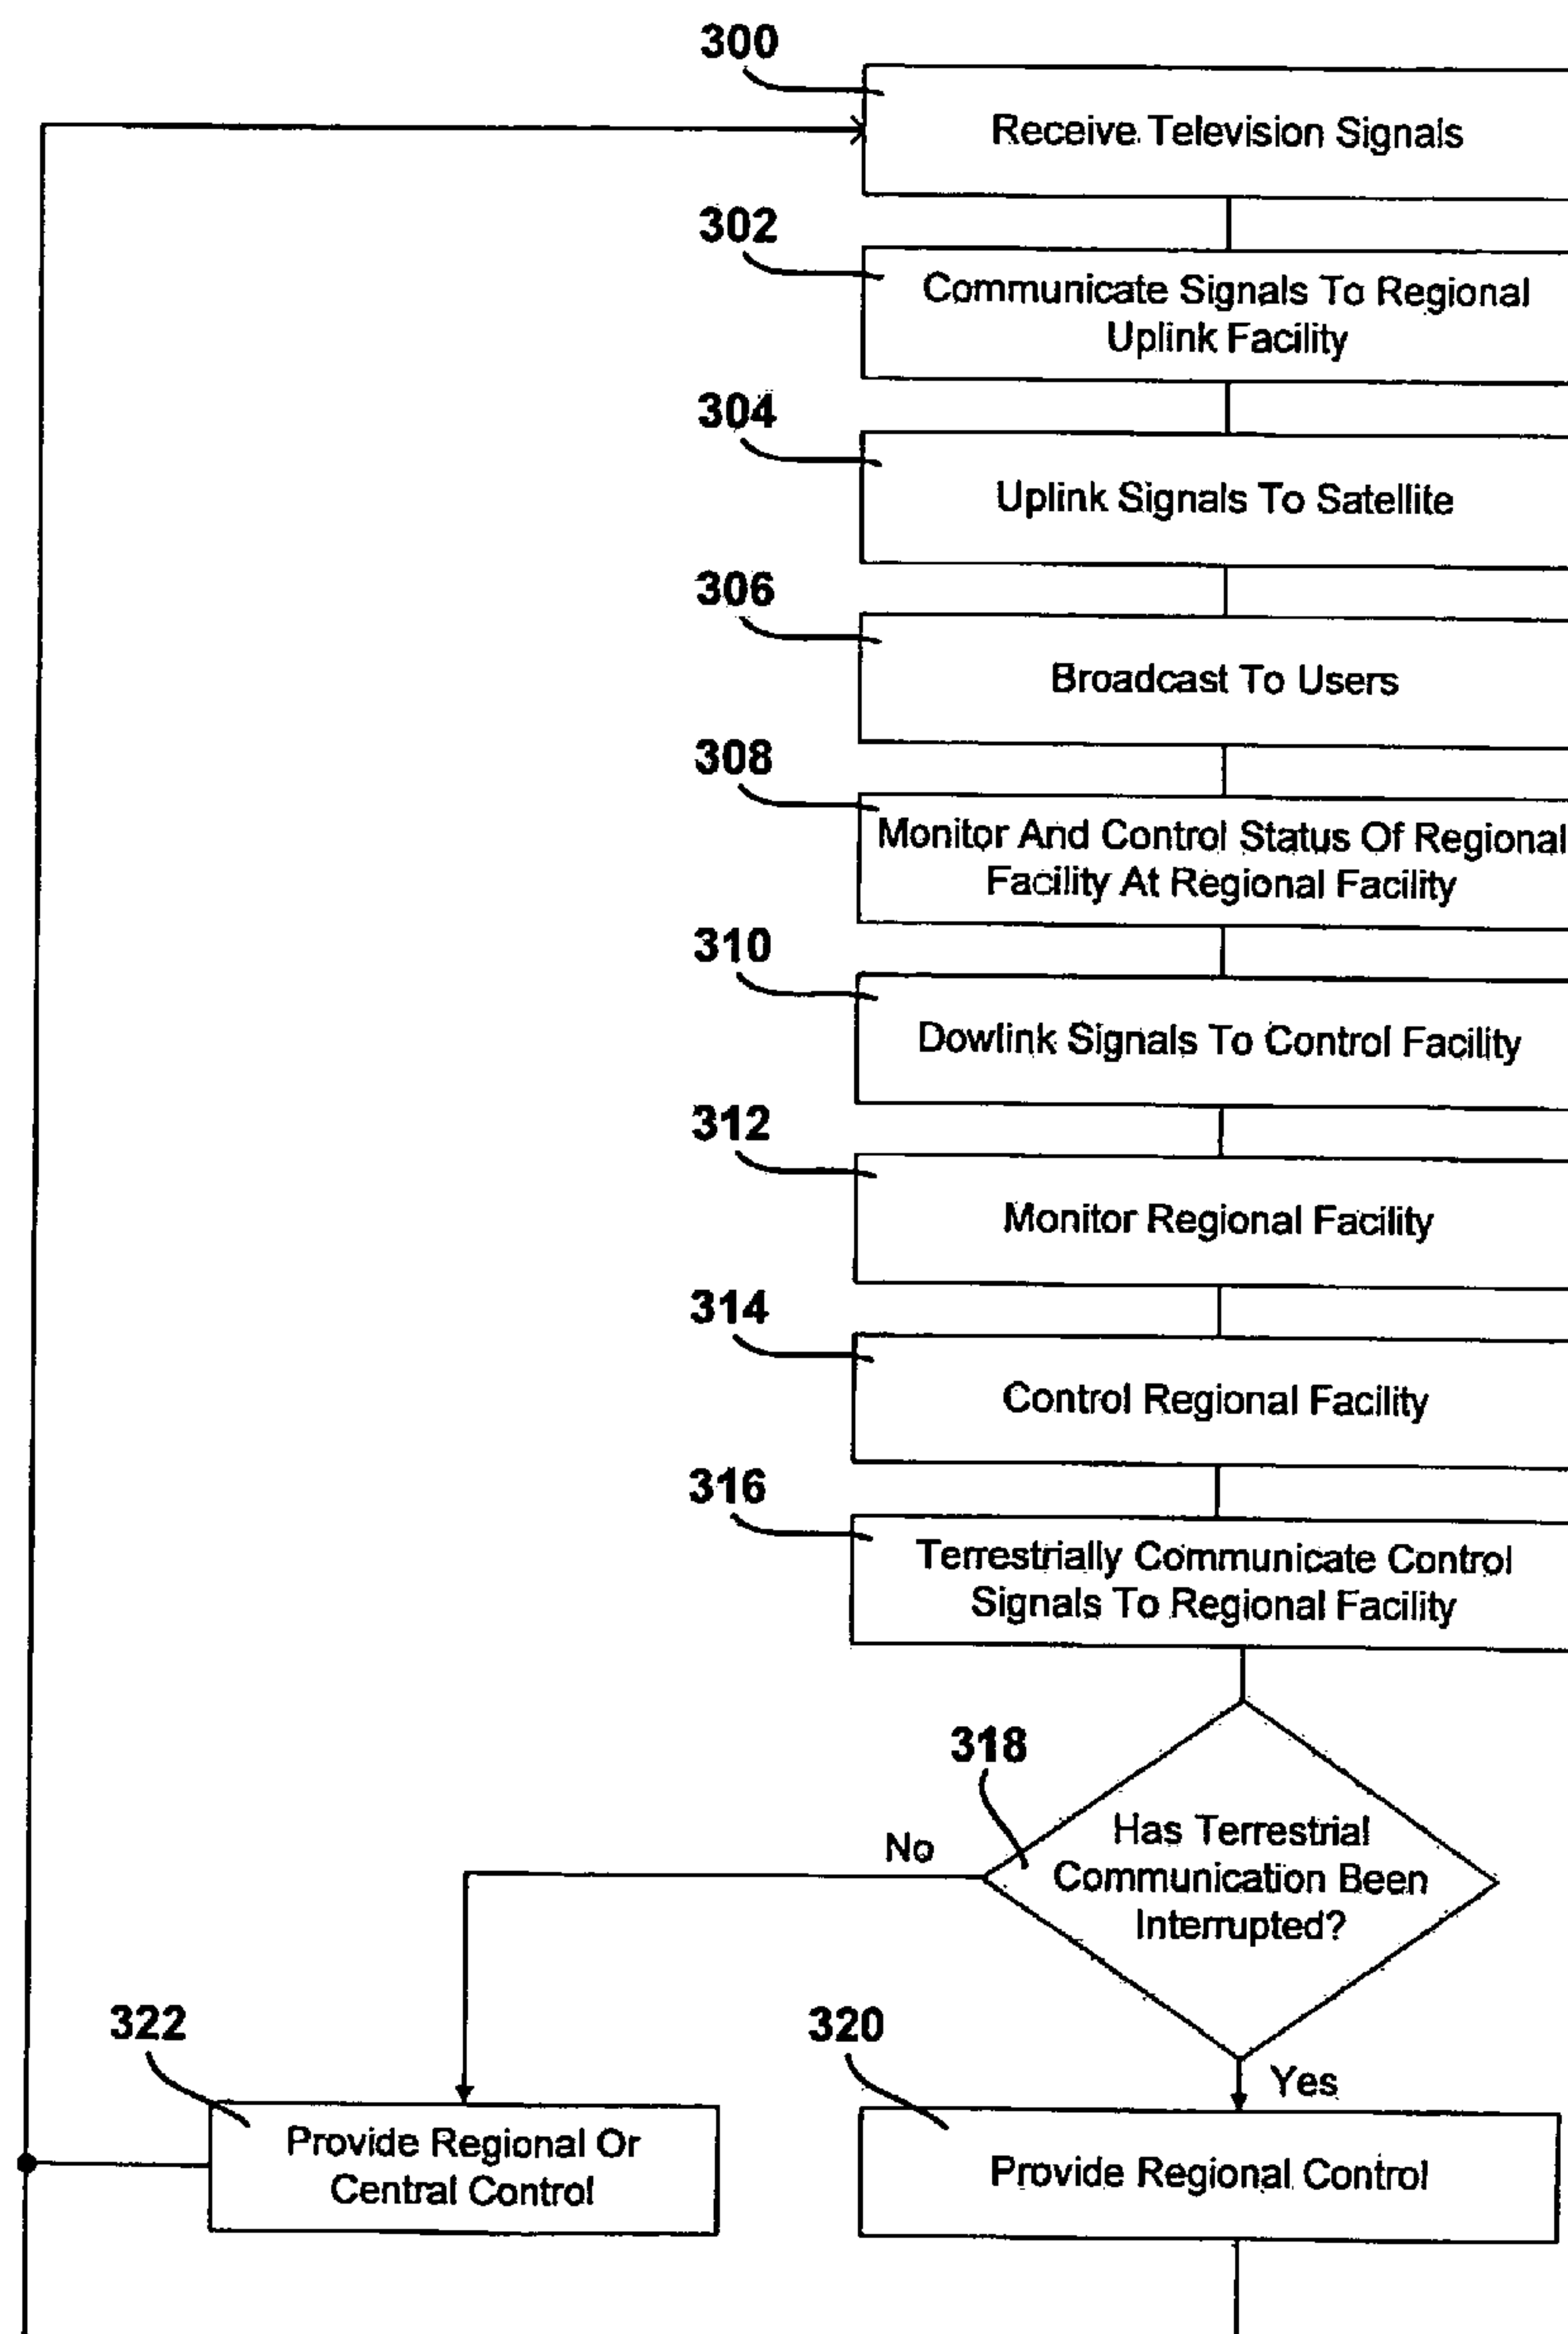 300
Receive Television Signals
302
Communicate Signals To Regional
Uplink Facility
304
Uplink Signals To Satellite
306
Broadcast To Users
308
Monitor And Control Status Of Regional
Facility At Regional Facility
310
Dowlink Signals To Control Facility
312
Monitor Regional Facility
314
Control Regional Facility
316
Terrestrially Communicate Control
Signals To Regional Facility
318
Has Terrestrial
Communication Been
Interrupted?
No
Yes
322
Provide Regional Or
Central Control
320
Provide Regional Control